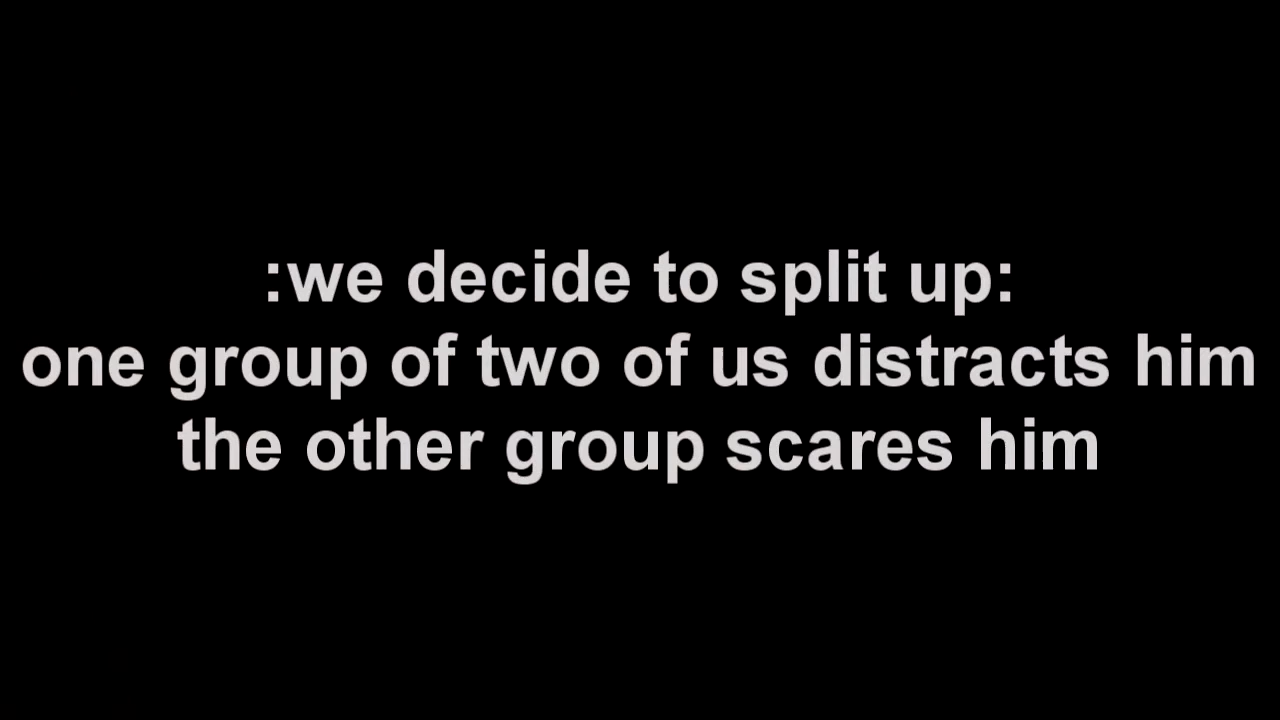 :we decide to split up:
one group of two of us distracts him
the other group scares him